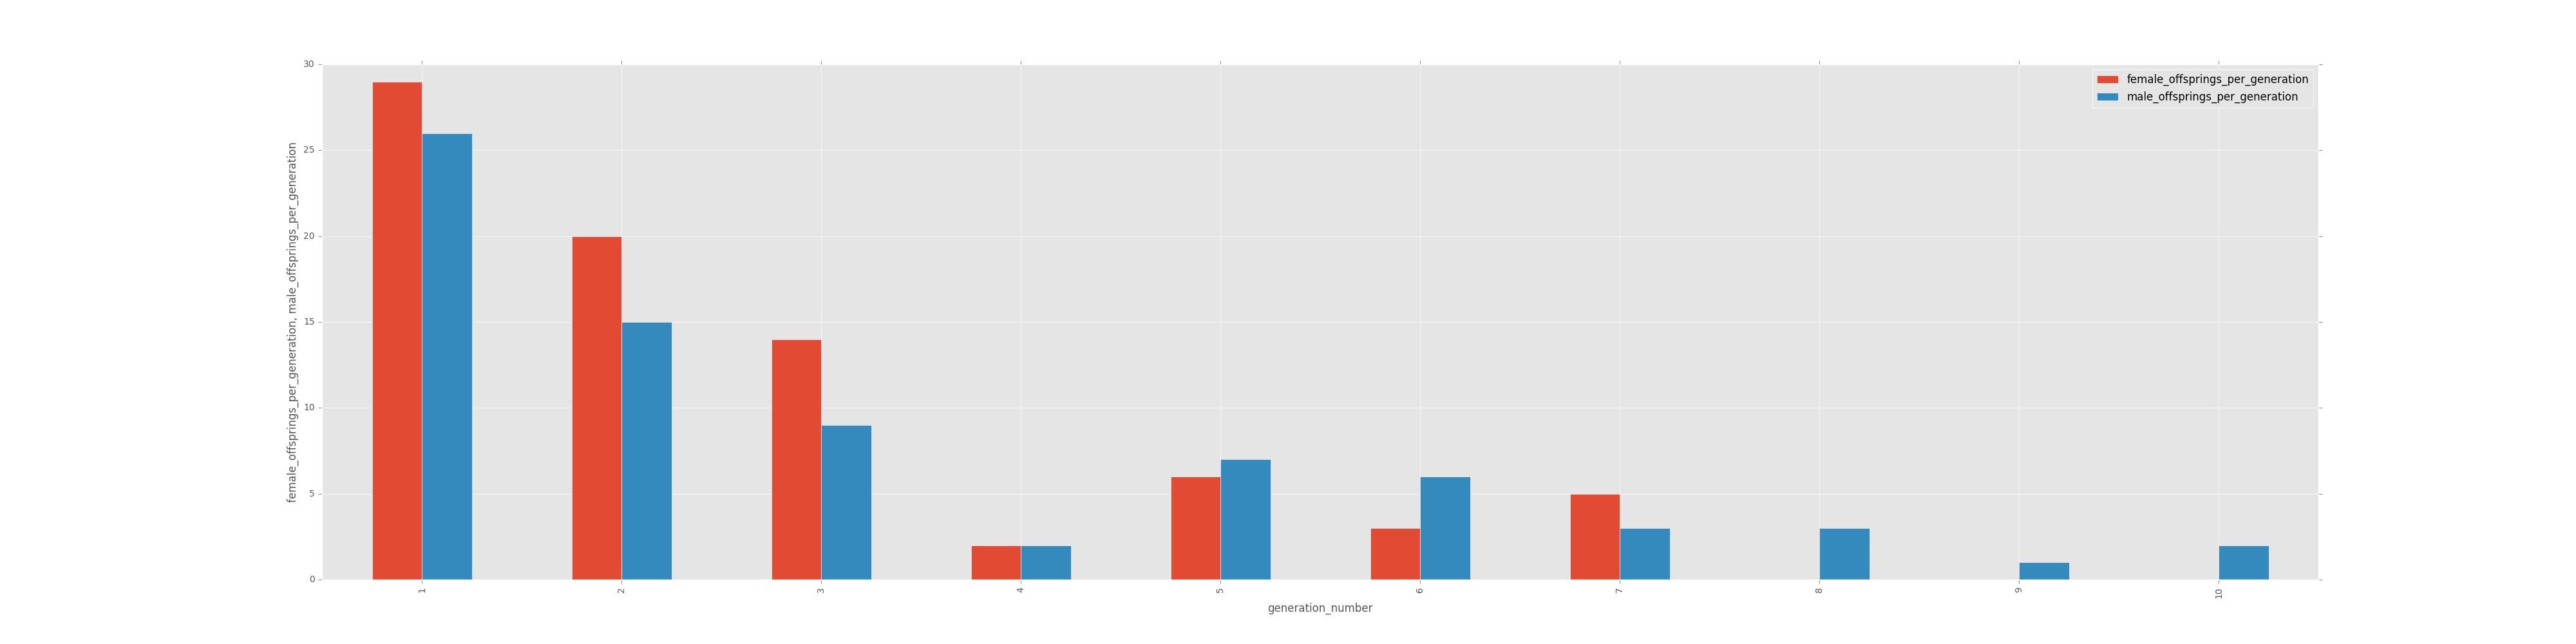 female_offsprings_per_generation
male_offsprings_per_generation
female_offsprings_per_generation, male_offsprings_per_generation
30
25
20
15
10
5
0
1 2 3 4 5 6 7 8 9 10
generation_number